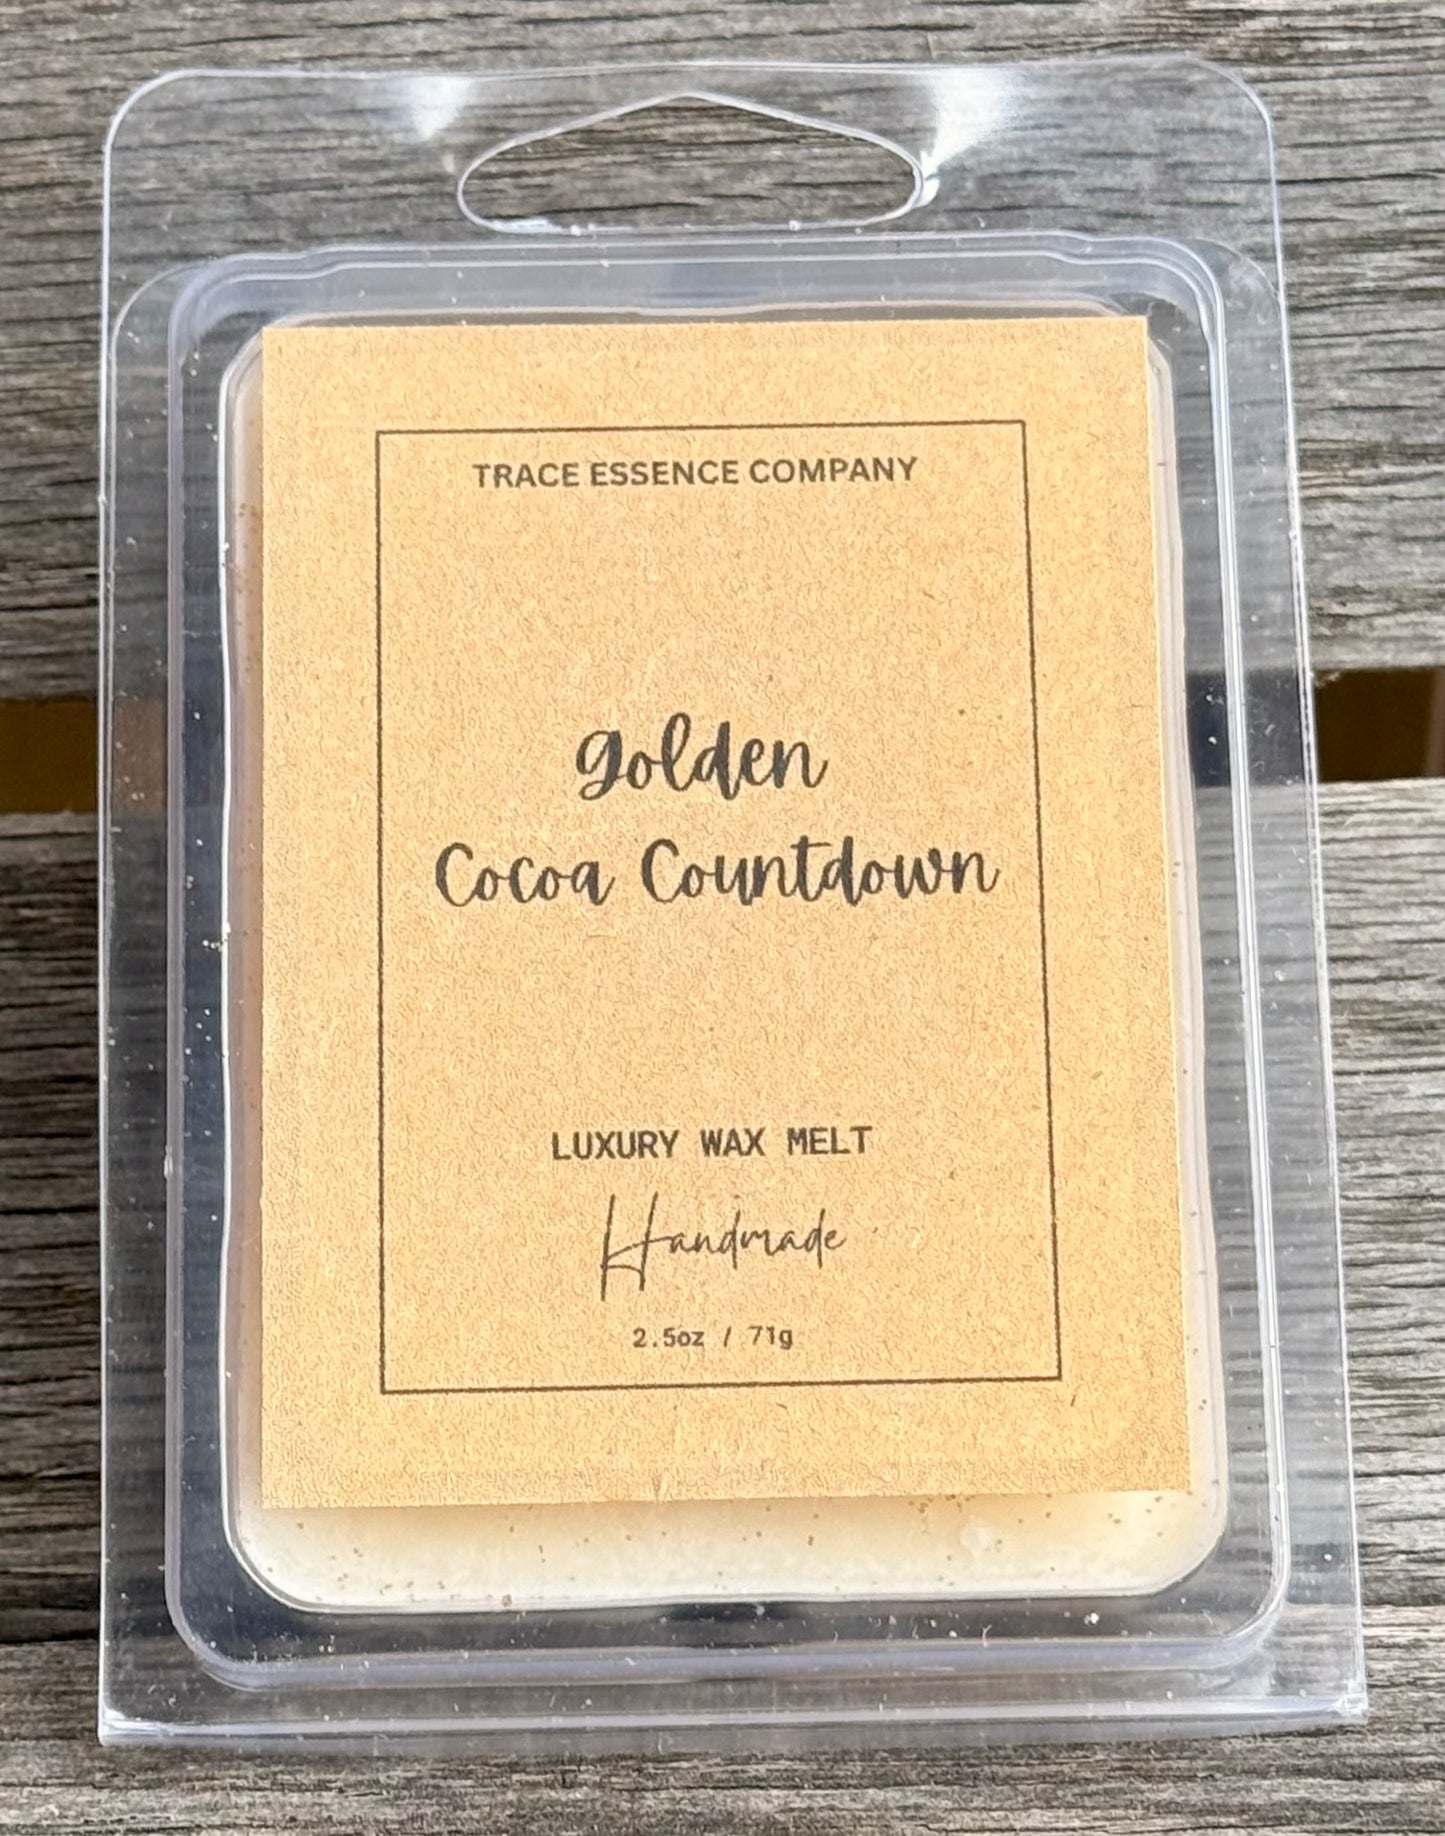 TRACE ESSENCE COMPANY
golden
Cocoa Countdown
LUXURY WAX MELT
Handmade
2.5oz / 71g